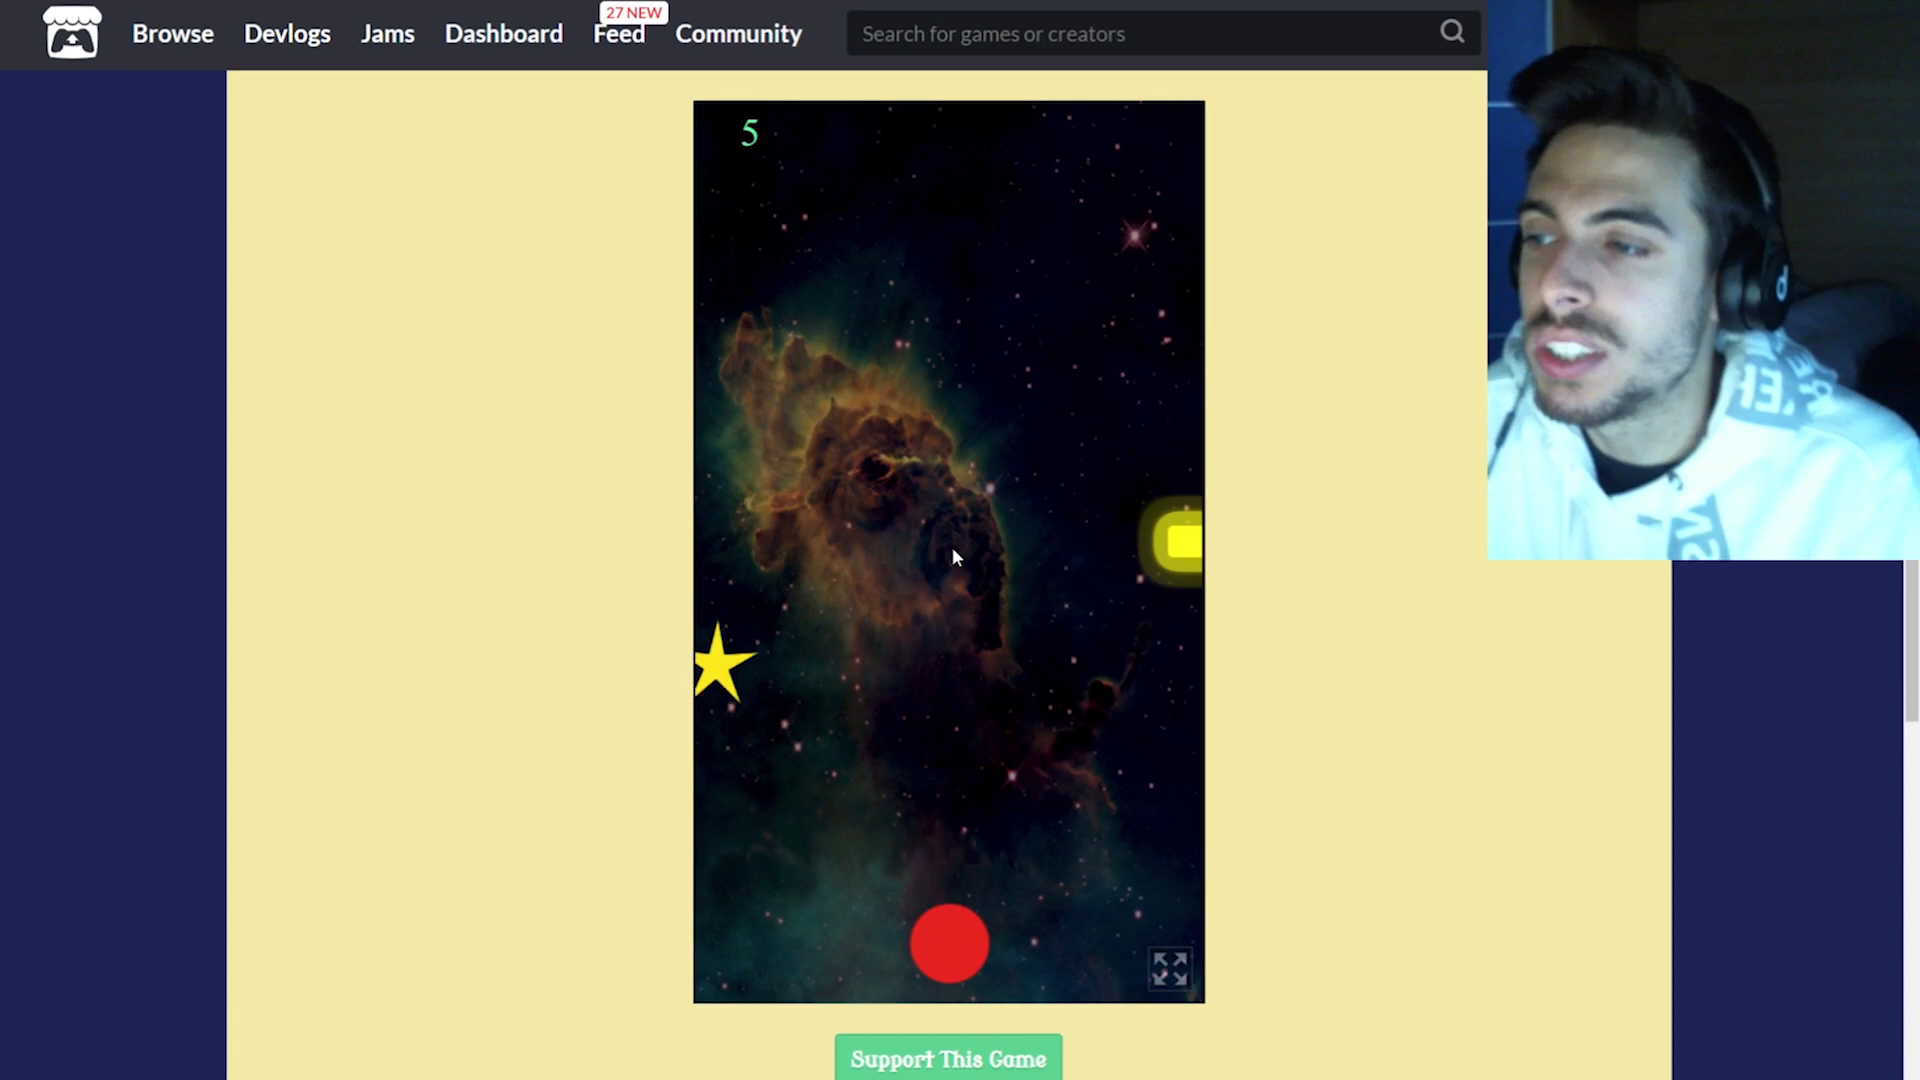 27 NEW
Browse Devlogs Jams Dashboard Feed Community Search for games or creators
5
Support This Game